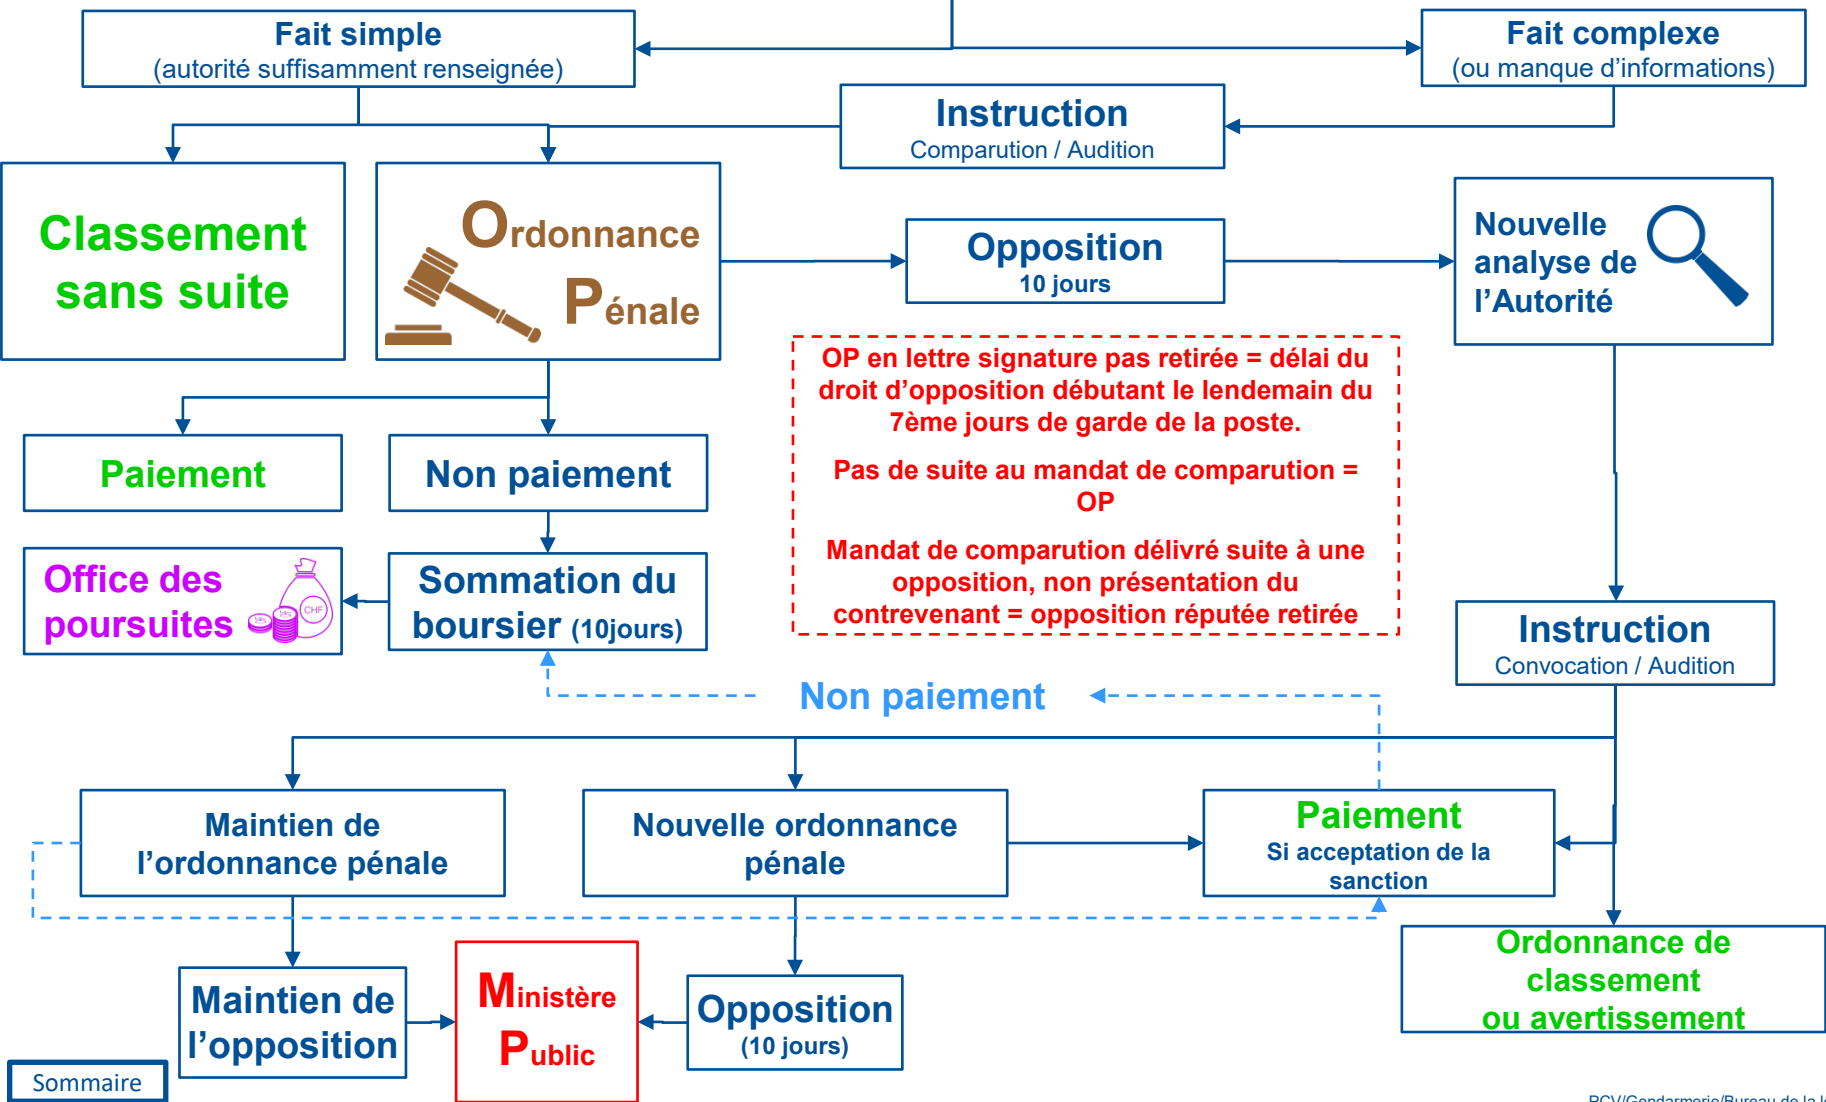 Fait simple
(autorité suffisamment renseignée)
Fait complexe
(ou manque d'informations)
Instruction
Comparution / Audition
Classement
sans suite
Ordonnance
Pénale
Opposition
10 jours
Nouvelle
analyse de
l'Autorité
OP en lettre signature pas retirée = délai du
droit d'opposition débutant le lendemain du
7ème jours de garde de la poste.
Pas de suite au mandat de comparution =
OP
Mandat de comparution délivré suite à une
opposition, non présentation du
contrevenant = opposition réputée retirée
Paiement
Non paiement
Office des
poursuites
CHF
Sommation du
boursier (10jours)
Instruction
Convocation / Audition
Non paiement
Maintien de
l'ordonnance pénale
Nouvelle ordonnance
pénale
Paiement
Si acceptation de la
sanction
Ordonnance de
classement
ou avertissement
Maintien de
l'opposition
Ministère
Public
Opposition
(10 jours)
Sommaire
PCV/Gendarmerie/Bureau de la